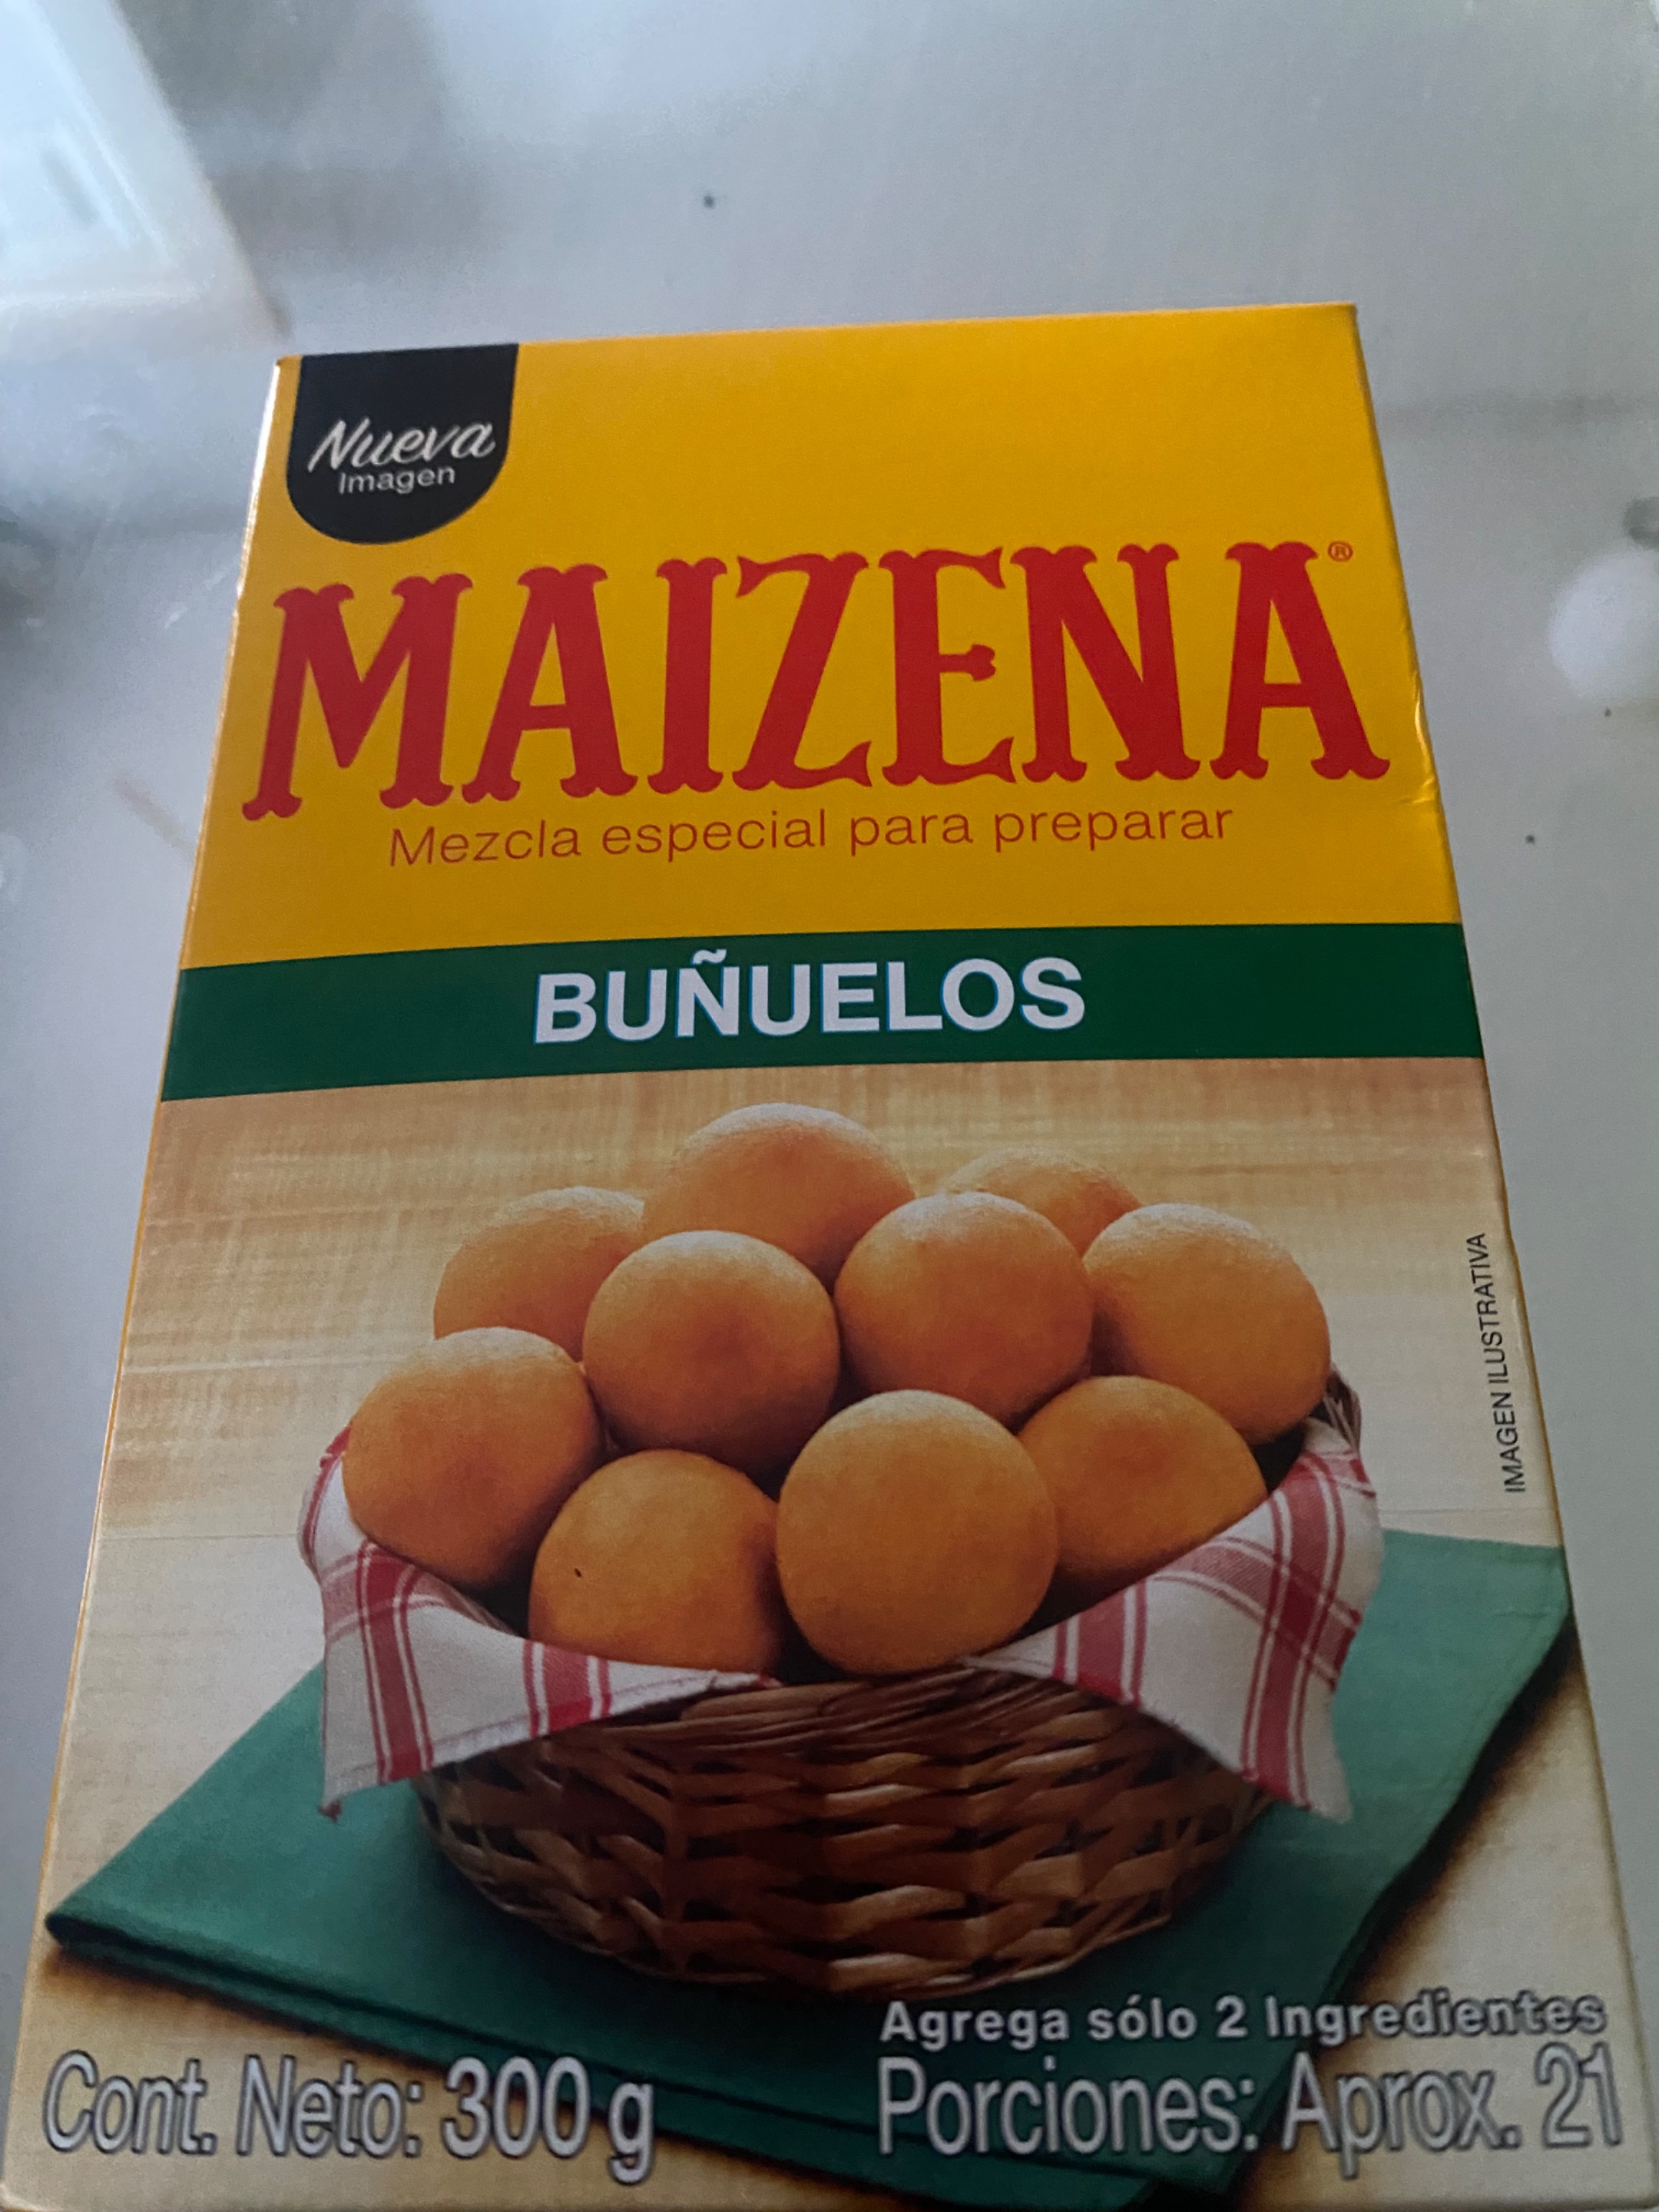 Nueva
Imagen
MAIZENA®
Mezcla especial para preparar
BUÑUELOS
IMAGEN ILUSTRATIVA
Agrega sólo 2 Ingredientes
Cont. Neto: 300 g
Porciones: Aprox. 21